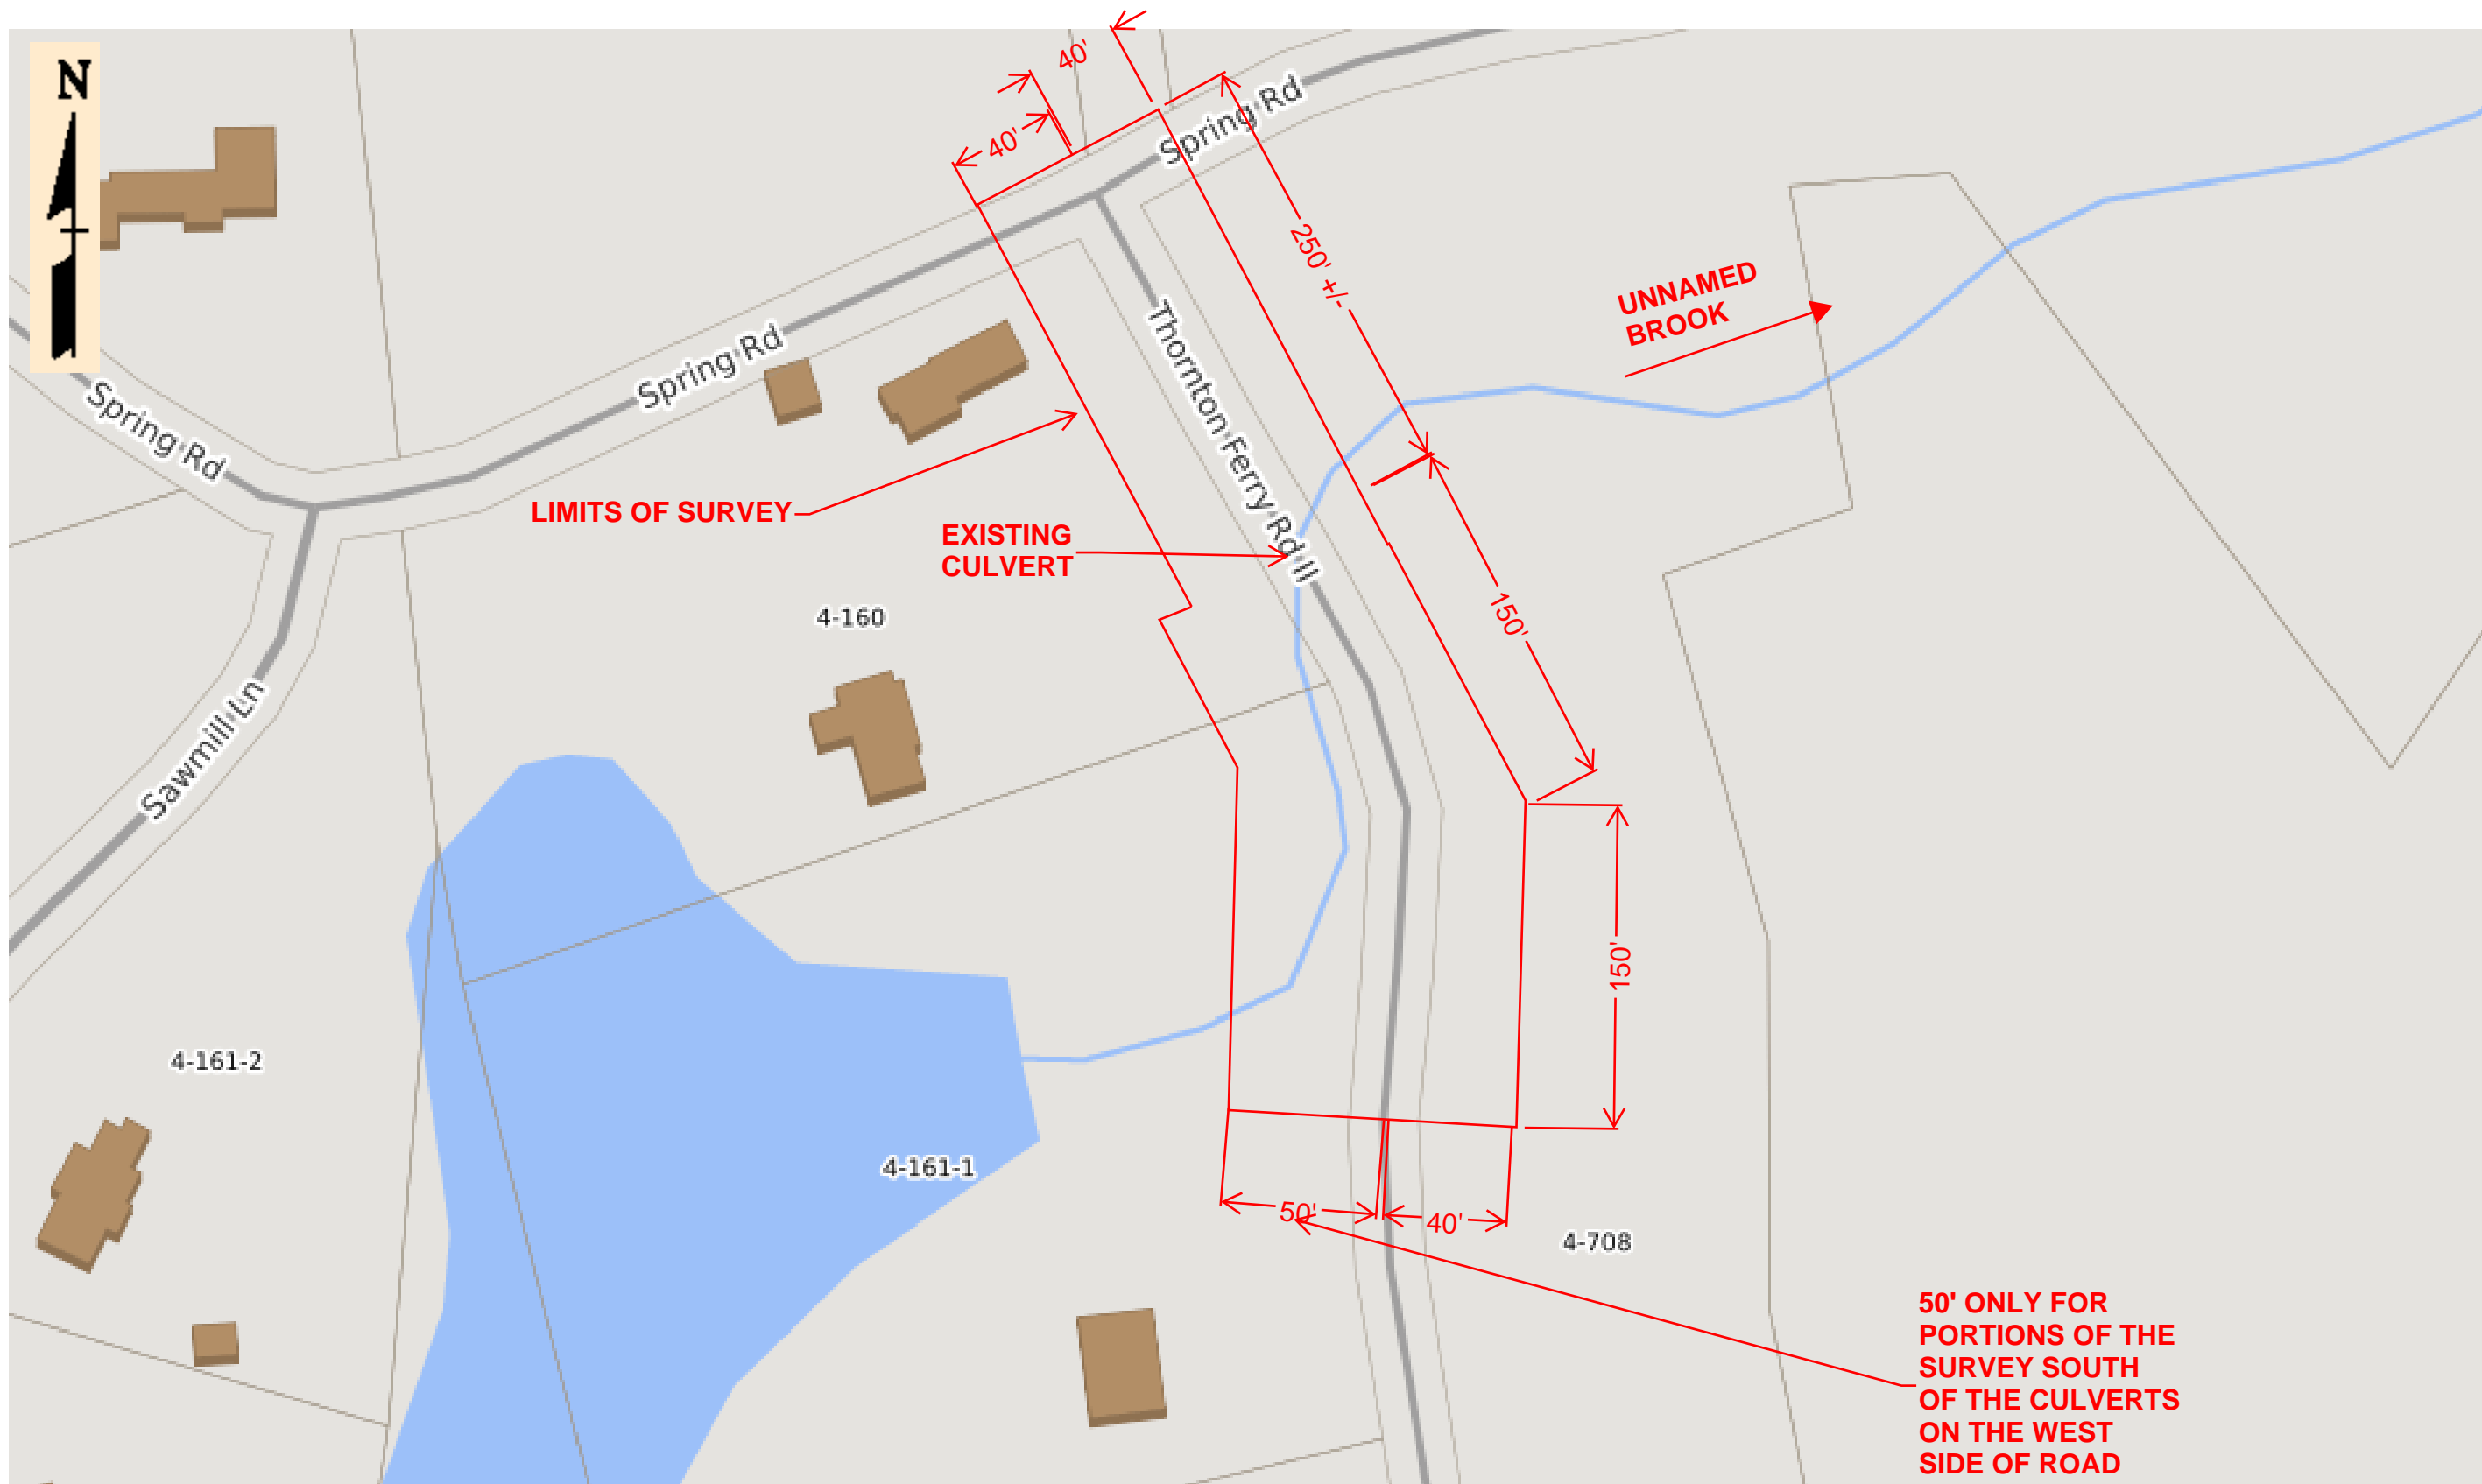 N
40'
40'
Spring Rd
250' +/-
UNNAMED
BROOK
Thornton Ferry Rd II
Spring Rd
Spring Rd
LIMITS OF SURVEY
EXISTING
CULVERT
150'
4-160
Sawmill Ln
150'
4-161-2
4-161-1
50'
40'
4-708
50' ONLY FOR
PORTIONS OF THE
SURVEY SOUTH
OF THE CULVERTS
ON THE WEST
SIDE OF ROAD